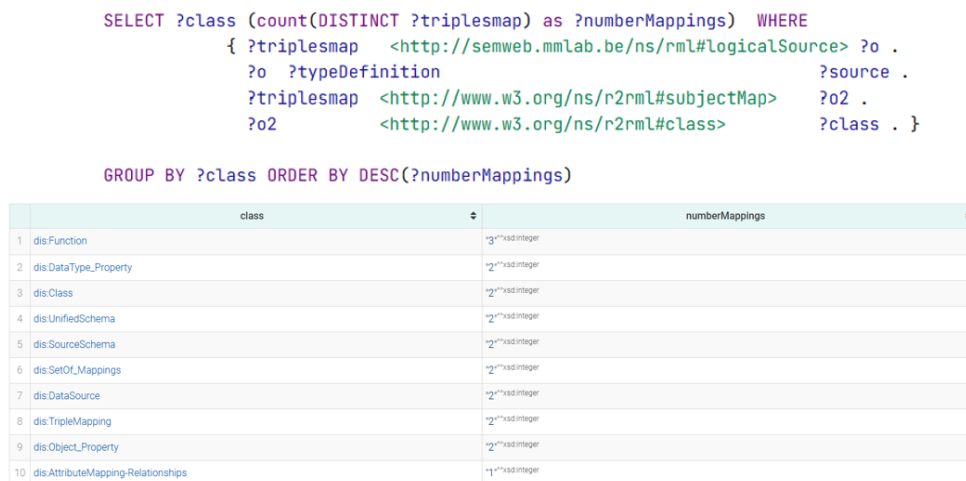 SELECT ?class (count(DISTINCT ?triplesmap) as ?numberMappings) WHERE
{ ?triplesmap <http://semweb.mmlab.be/ns/rml#logicalSource> ?o .
?o ?typeDefinition ?source .
?triplesmap <http://www.w3.org/ns/r2rml#subjectMap> ?o2 .
?o2 <http://www.w3.org/ns/r2rml#class> ?class . }
GROUP BY ?class ORDER BY DESC(?numberMappings)
class numberMappings
1 dis:Function "3"^^xsd:integer
2 dis:DataType_Property "2"^^xsd:integer
3 dis:Class "2"^^xsd:integer
4 dis:UnifiedSchema "2"^^xsd:integer
5 dis:SourceSchema "2"^^xsd:integer
6 dis:SetOf_Mappings "2"^^xsd:integer
7 dis:DataSource "2"^^xsd:integer
8 dis:TripleMapping "2"^^xsd:integer
9 dis:Object_Property "2"^^xsd:integer
10 dis:AttributeMapping-Relationships "1"^^xsd:integer